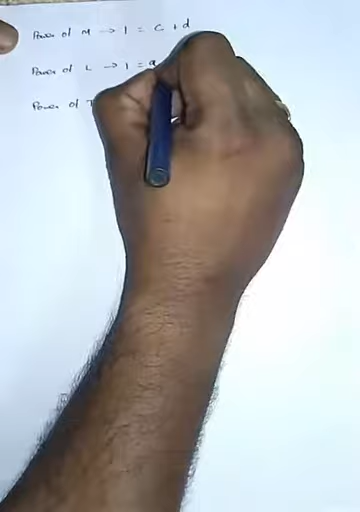 Power of M → 1 = c + d
Power of L → 1 = a
Power of T